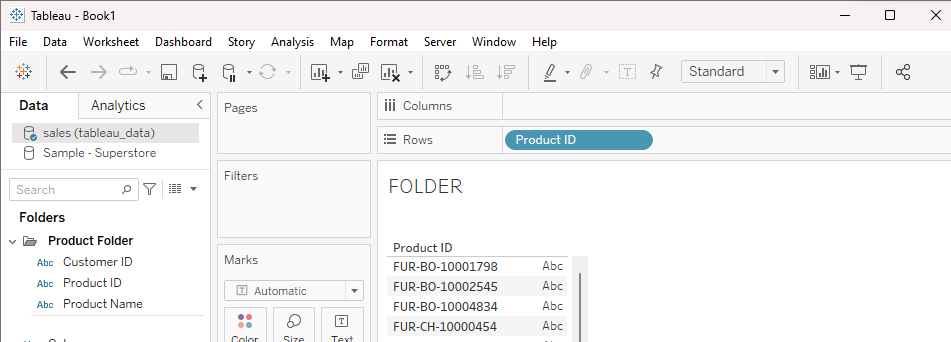 Tableau - Book1
File Data Worksheet Dashboard Story Analysis Map Format Server Window Help
Standard
Data Analytics
sales (tableau_data)
Sample - Superstore
Search
Folders
Product Folder
Abc Customer ID
Abc Product ID
Abc Product Name
Pages
Filters
Marks
T Automatic
Color Size Text
Columns
Rows Product ID
FOLDER
Product ID
FUR-BO-10001798 Abc
FUR-BO-10002545 Abc
FUR-BO-10004834 Abc
FUR-CH-10000454 Abc